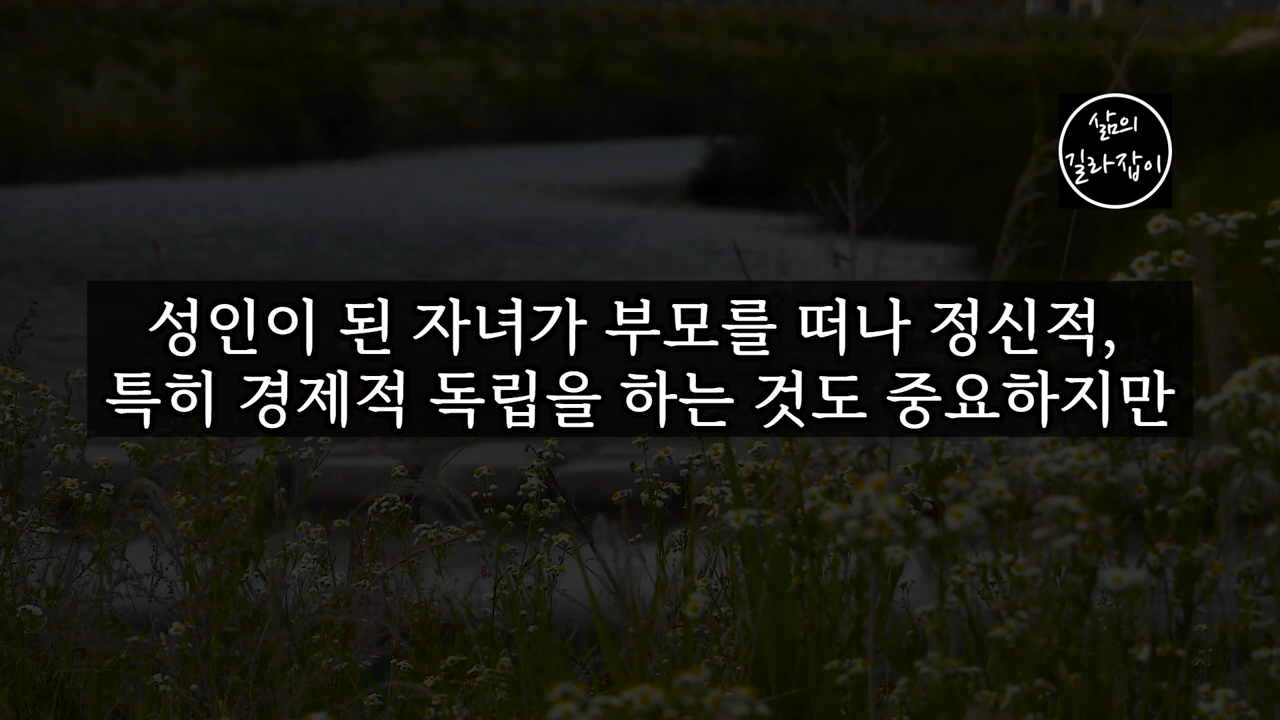 삶의
길라잡이
성인이 된 자녀가 부모를 떠나 정신적,
특히 경제적 독립을 하는 것도 중요하지만